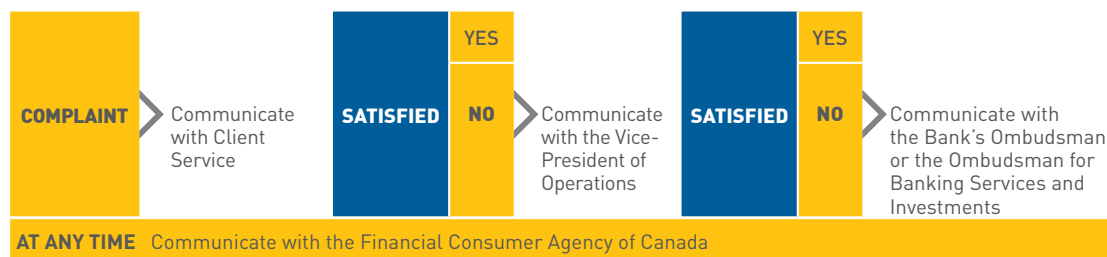 COMPLAINT
Communicate
with Client
Service
SATISFIED
YES
NO
Communicate
with the Vice-
President of
Operations
SATISFIED
YES
NO
Communicate with
the Bank's Ombudsman
or the Ombudsman for
Banking Services and
Investments
AT ANY TIME Communicate with the Financial Consumer Agency of Canada